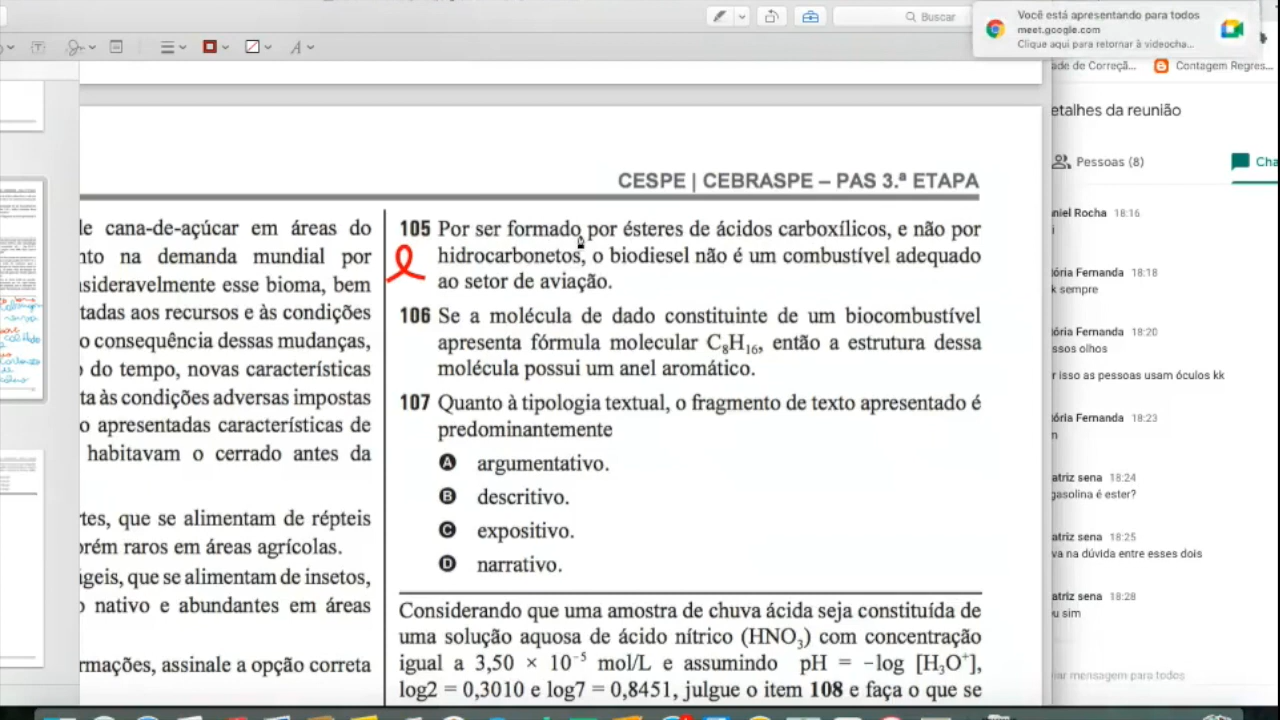 Buscar
Você está apresentando para todos
meet.google.com
Clique aqui para retornar à videocha...
ade de Correçã...
Contagem Regres...
etalhes da reunião
Pessoas (8)
Cha
CESPE | CEBRASPE – PAS 3.ª ETAPA
le cana-de-açúcar em áreas do
nto na demanda mundial por
nsideravelmente esse bioma, bem
tadas aos recursos e às condições
o consequência dessas mudanças,
do tempo, novas características
ta às condições adversas impostas
o apresentadas características de
habitavam o cerrado antes da
rtes, que se alimentam de répteis
orém raros em áreas agrícolas.
ígeis, que se alimentam de insetos,
o nativo e abundantes em áreas
rmações, assinale a opção correta
105 Por ser formado por ésteres de ácidos carboxílicos, e não por
hidrocarbonetos, o biodiesel não é um combustível adequado
ao setor de aviação.
106 Se a molécula de dado constituinte de um biocombustível
apresenta fórmula molecular C₈H₁₆, então a estrutura dessa
molécula possui um anel aromático.
107 Quanto à tipologia textual, o fragmento de texto apresentado é
predominantemente
A argumentativo.
B descritivo.
C expositivo.
D narrativo.
Considerando que uma amostra de chuva ácida seja constituída de
uma solução aquosa de ácido nítrico (HNO₃) com concentração
igual a 3,50 × 10⁻⁵ mol/L e assumindo pH = −log [H₃O⁺],
log2 = 0,3010 e log7 = 0,8451, julgue o item 108 e faça o que se
niel Rocha 18:16
i
ória Fernanda 18:18
k sempre
ória Fernanda 18:20
ssos olhos
r isso as pessoas usam óculos kk
ória Fernanda 18:23
m
atriz sena 18:24
gasolina é ester?
atriz sena 18:25
va na dúvida entre esses dois
atriz sena 18:28
u sim
iar mensagem para todos